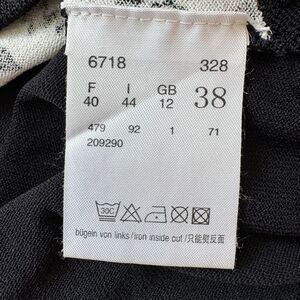 6718 328
F I GB 38
40 44 12
479 92 1 71
209290
30C
bügeln von links/iron inside out/只能熨反面